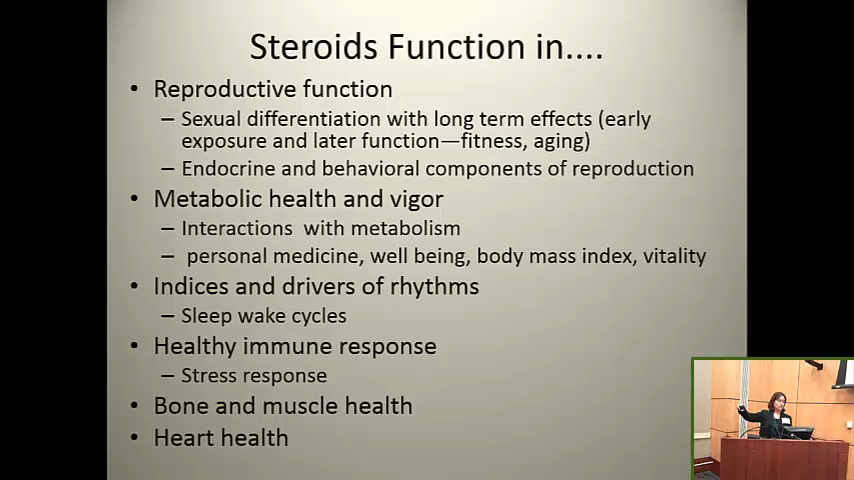 Steroids Function in....
• Reproductive function
– Sexual differentiation with long term effects (early
exposure and later function—fitness, aging)
– Endocrine and behavioral components of reproduction
• Metabolic health and vigor
– Interactions with metabolism
– personal medicine, well being, body mass index, vitality
• Indices and drivers of rhythms
– Sleep wake cycles
• Healthy immune response
– Stress response
• Bone and muscle health
• Heart health